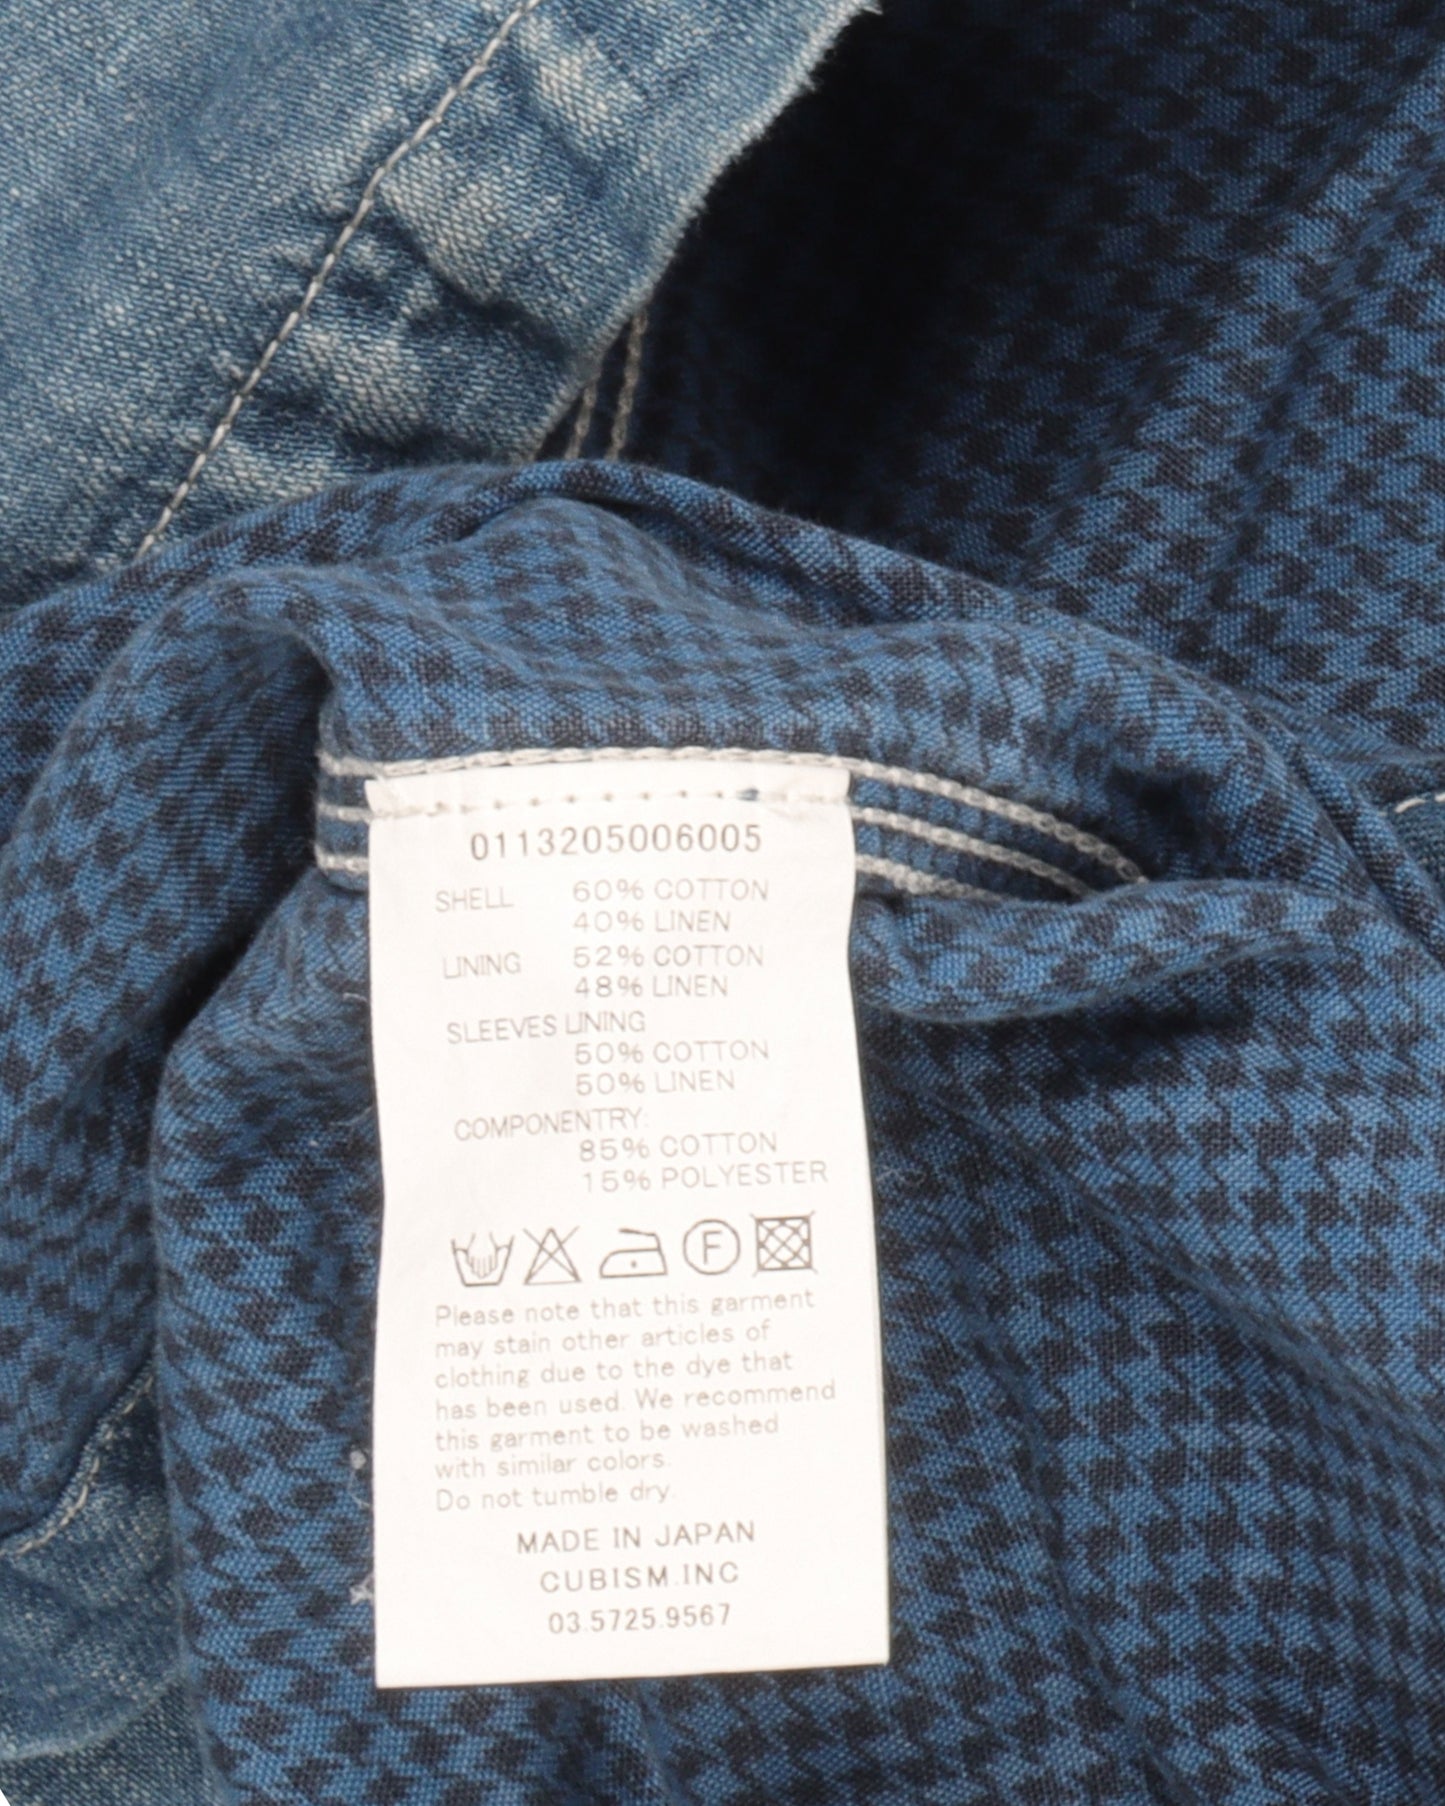 0113205006005
SHELL 60% COTTON
40% LINEN
LINING 52% COTTON
48% LINEN
SLEEVES LINING
50% COTTON
50% LINEN
COMPONENTRY:
85% COTTON
15% POLYESTER
F
Please note that this garment
may stain other articles of
clothing due to the dye that
has been used. We recommend
this garment to be washed
with similar colors.
Do not tumble dry.
MADE IN JAPAN
CUBISM.INC
03.5725.9567